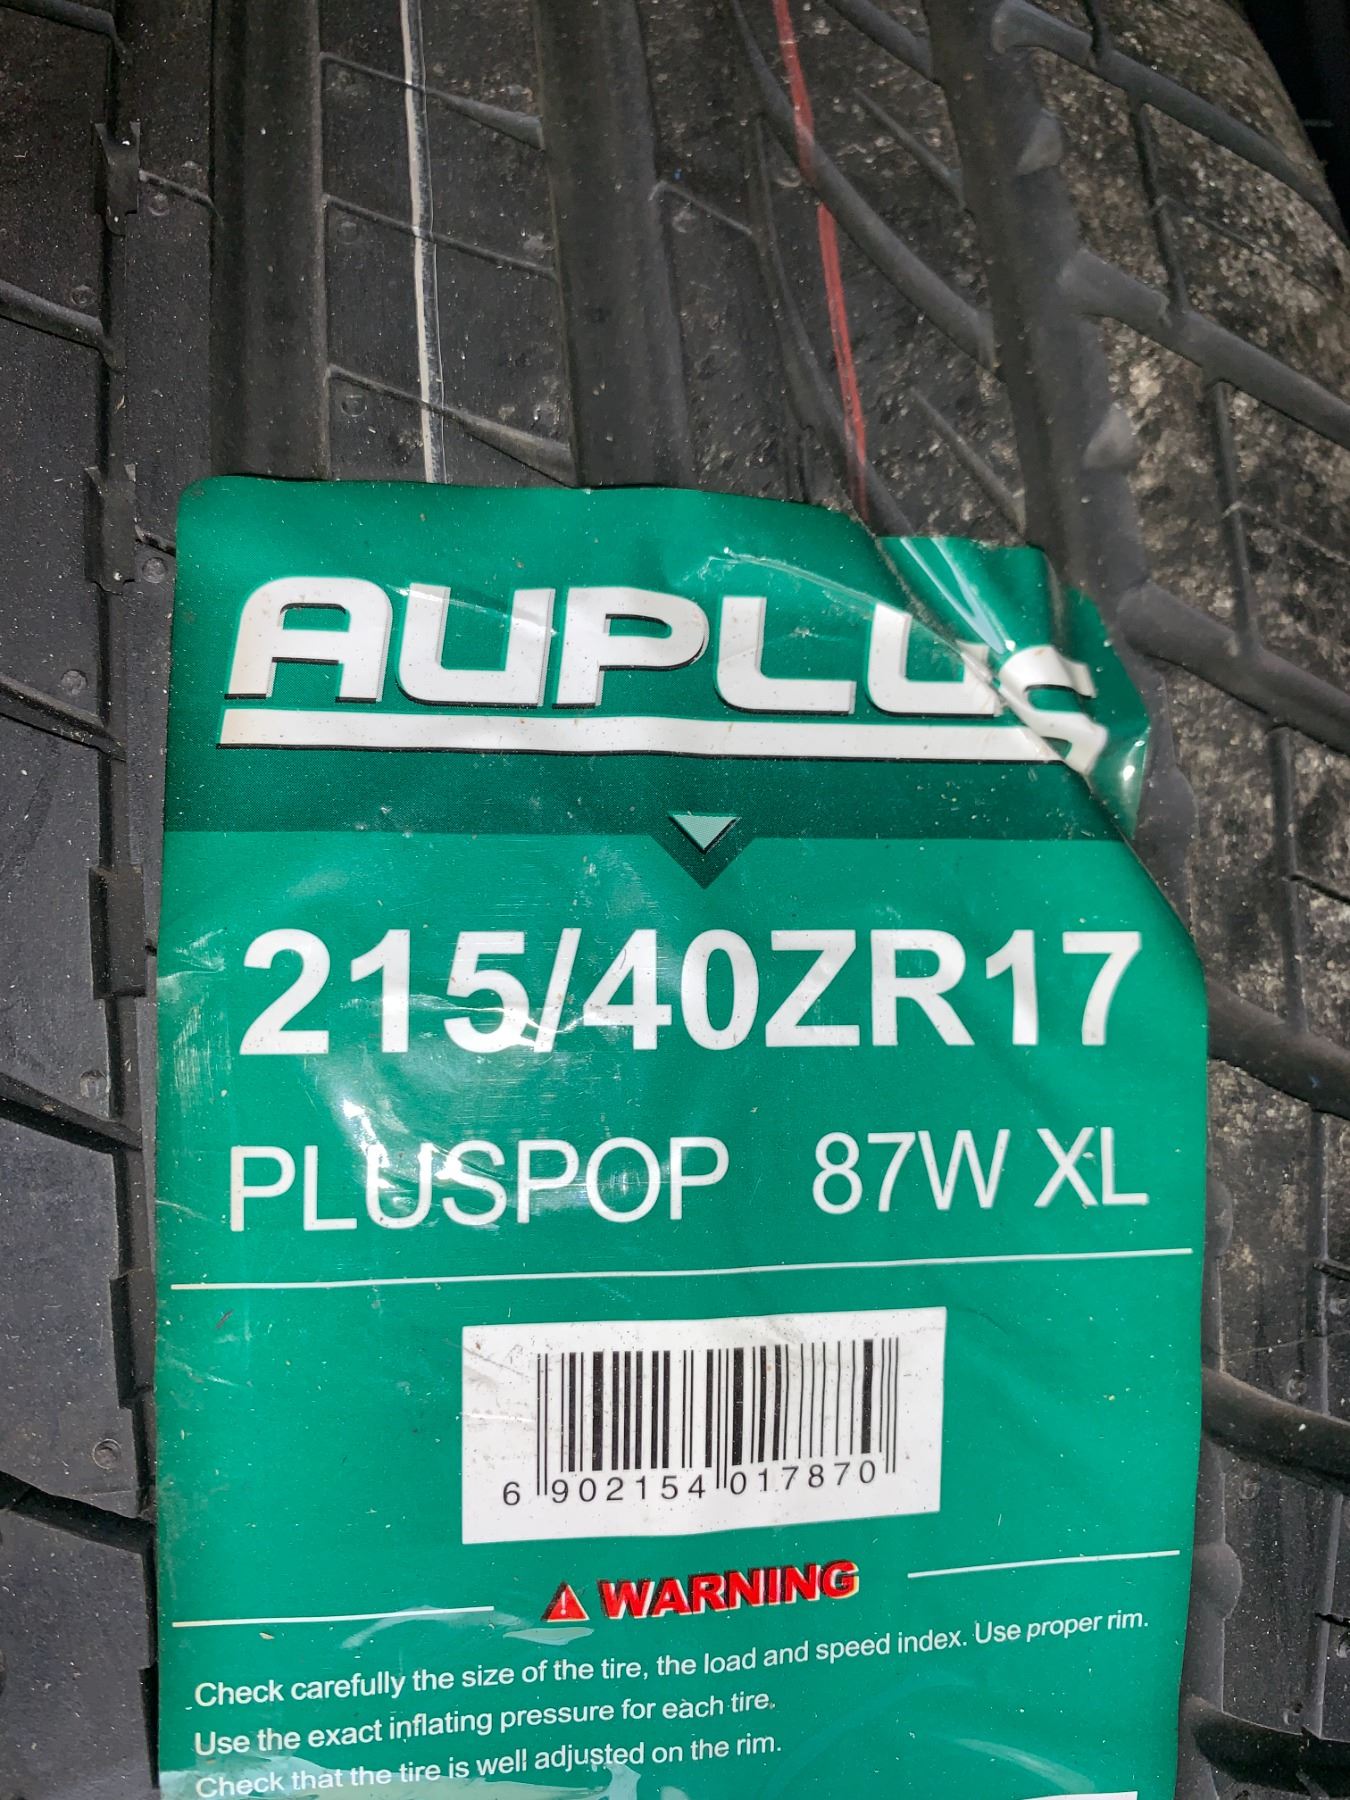 AUPLUS
215/40ZR17
PLUSPOP 87W XL
6 902154 017870
WARNING
Check carefully the size of the tire, the load and speed index. Use proper rim.
Use the exact inflating pressure for each tire.
Check that the tire is well adjusted on the rim.